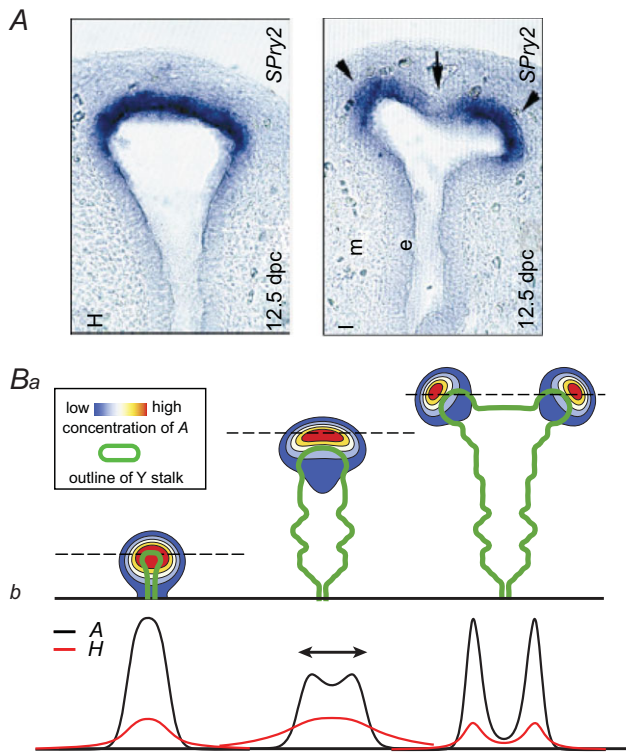 A
SPry2
H
12.5 dpc
SPry2
m
e
I
12.5 dpc
Ba
low high
concentration of A
outline of Y stalk
b
A
H